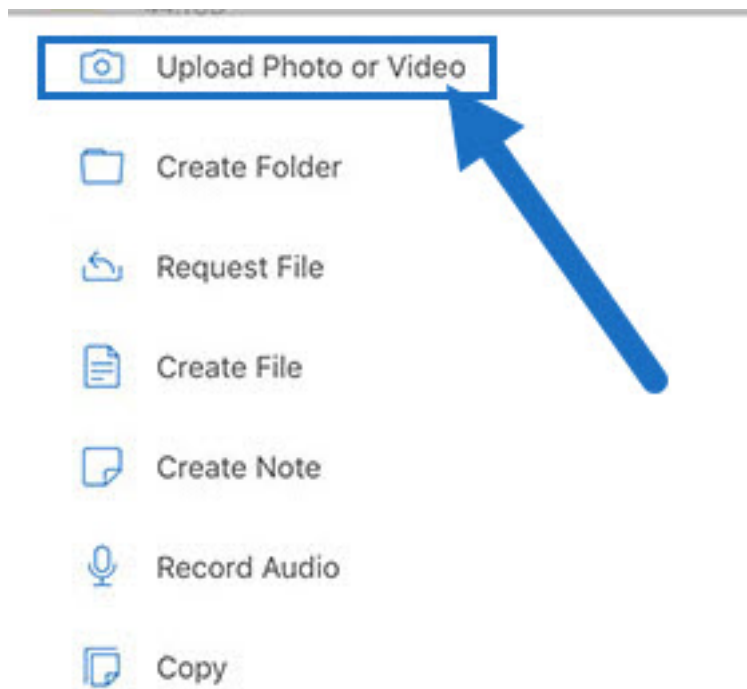 Upload Photo or Video
Create Folder
Request File
Create File
Create Note
Record Audio
Copy